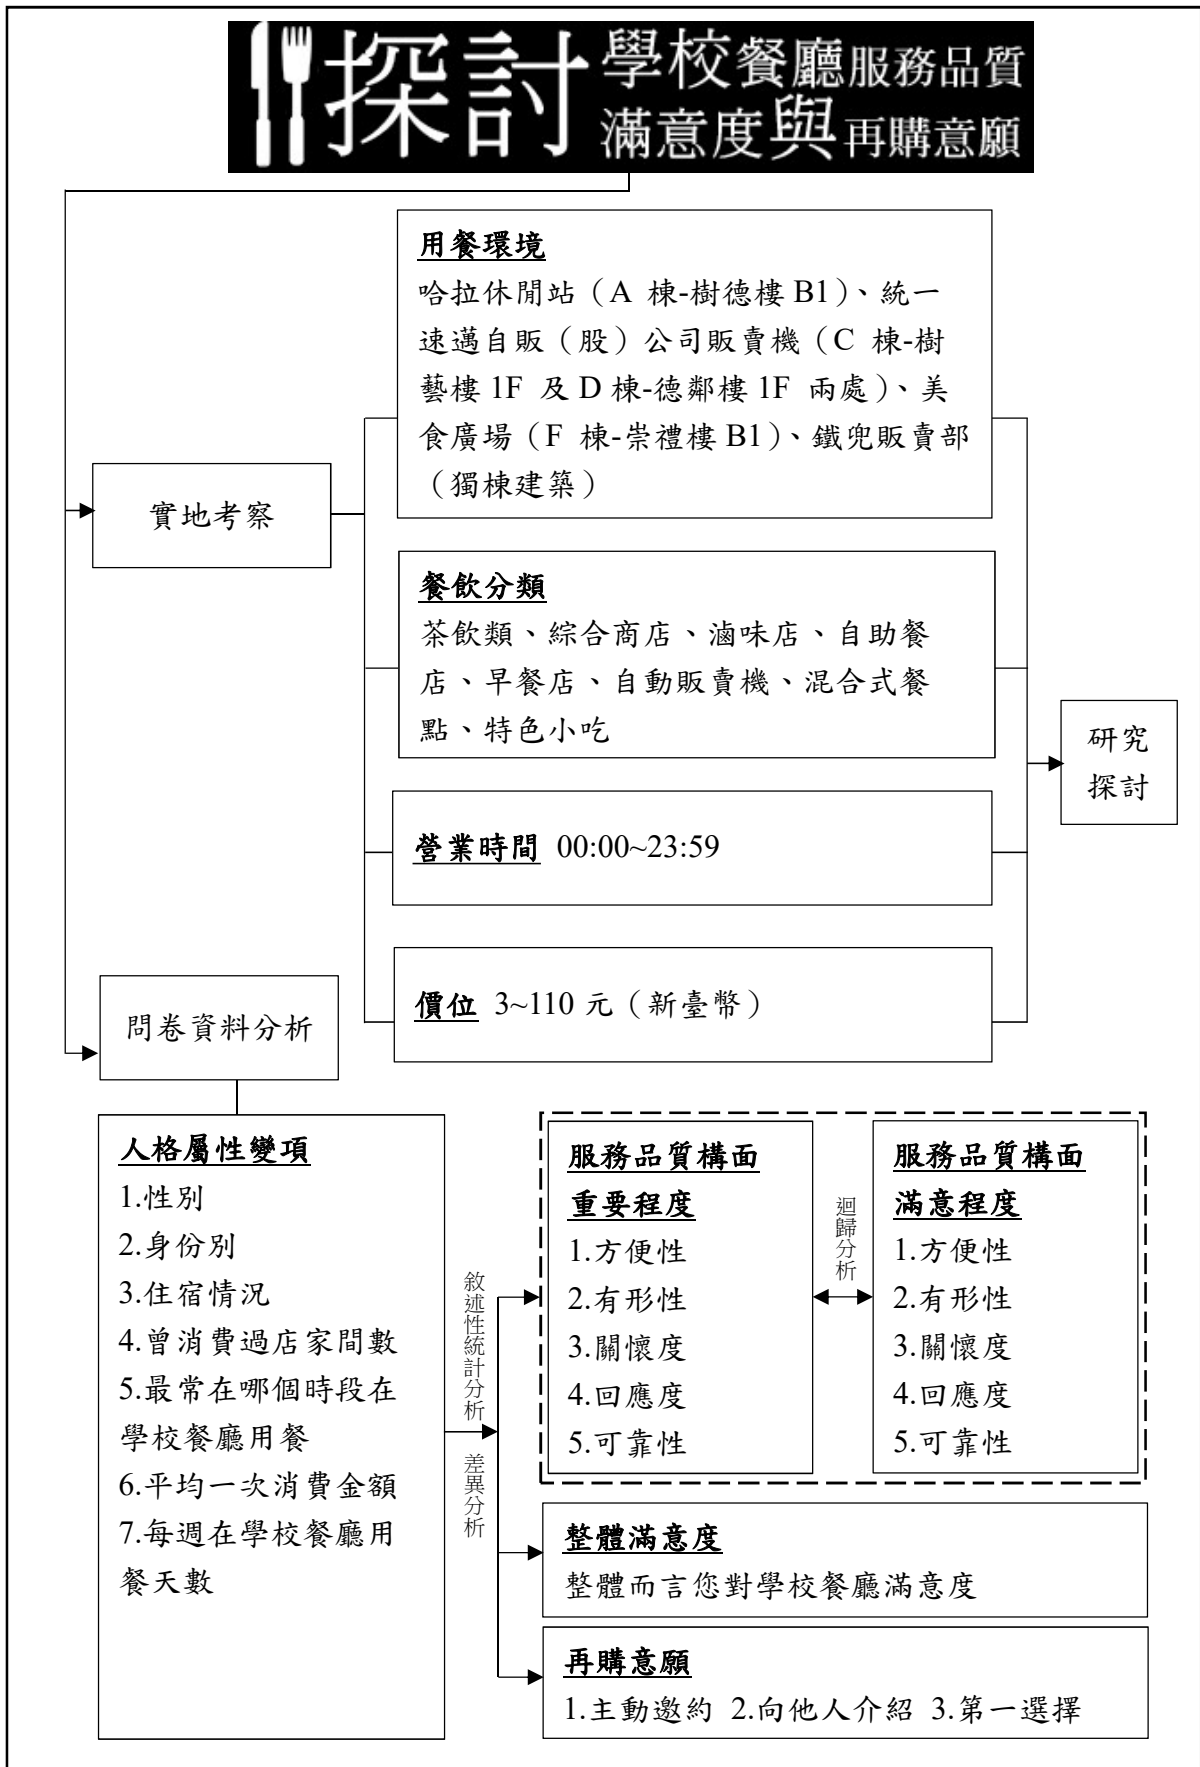 探討
學校餐廳服務品質
滿意度與再購意願
用餐環境
哈拉休閒站（A 棟-樹德樓 B1）、統一
速邁自販（股）公司販賣機（C 棟-樹
藝樓 1F 及 D 棟-德鄰樓 1F 兩處）、美
食廣場（F 棟-崇禮樓 B1）、鐵兜販賣部
（獨棟建築）
實地考察
餐飲分類
茶飲類、綜合商店、滷味店、自助餐
店、早餐店、自動販賣機、混合式餐
點、特色小吃
研究
探討
營業時間 00:00~23:59
價位 3~110 元（新臺幣）
問卷資料分析
人格屬性變項
1.性別
2.身份別
3.住宿情況
4.曾消費過店家間數
5.最常在哪個時段在
學校餐廳用餐
6.平均一次消費金額
7.每週在學校餐廳用
餐天數
敘述性統計分析
差異分析
服務品質構面
重要程度
1.方便性
2.有形性
3.關懷度
4.回應度
5.可靠性
迴歸分析
服務品質構面
滿意程度
1.方便性
2.有形性
3.關懷度
4.回應度
5.可靠性
整體滿意度
整體而言您對學校餐廳滿意度
再購意願
1.主動邀約 2.向他人介紹 3.第一選擇